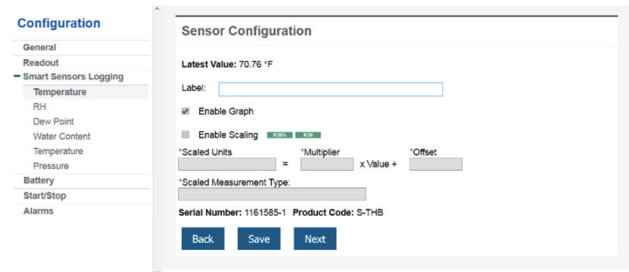 Configuration
General
Readout
Smart Sensors Logging
Temperature
RH
Dew Point
Water Content
Temperature
Pressure
Battery
Start/Stop
Alarms
Sensor Configuration
Latest Value: 70.76 °F
Label:
Enable Graph
Enable Scaling KWh KW
*Scaled Units *Multiplier *Offset
= x Value +
*Scaled Measurement Type:
Serial Number: 1161585-1 Product Code: S-THB
Back Save Next